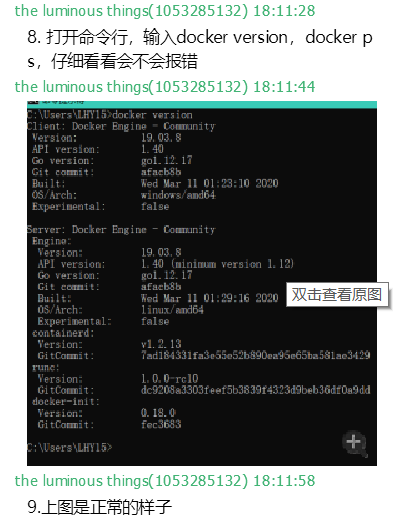 the luminous things(1053285132) 18:11:28
8. 打开命令行，输入docker version，docker p
s，仔细看看会不会报错
the luminous things(1053285132) 18:11:44
C:\Users\LHY15>docker version
Client: Docker Engine - Community
Version: 19.03.8
API version: 1.40
Go version: go1.12.17
Git commit: afacb8b
Built: Wed Mar 11 01:23:10 2020
OS/Arch: windows/amd64
Experimental: false
Server: Docker Engine - Community
Engine:
Version: 19.03.8
API version: 1.40 (minimum version 1.12)
Go version: go1.12.17
Git commit: afacb8b
Built: Wed Mar 11 01:29:16 2020
OS/Arch: linux/amd64
Experimental: false
containerd:
Version: v1.2.13
GitCommit: 7ad184331fa3e55e52b890ea95e65ba581ae3429
runc:
Version: 1.0.0-rc10
GitCommit: dc9208a3303feef5b3839f4323d9beb36df0a9dd
docker-init:
Version: 0.18.0
GitCommit: fec3683
C:\Users\LHY15>
双击查看原图
the luminous things(1053285132) 18:11:58
9.上图是正常的样子